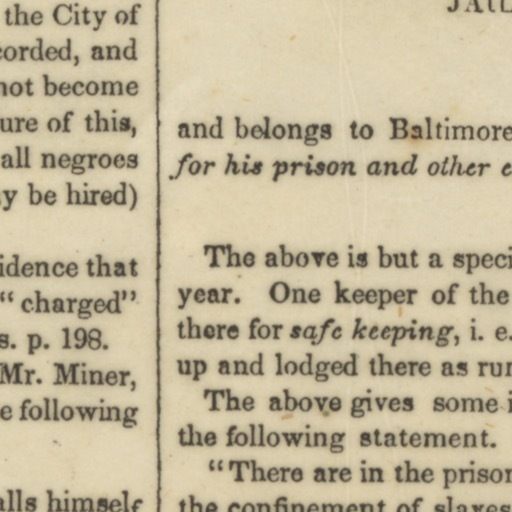 the City of
corded, and
not become
ure of this,
all negroes
y be hired)
idence that
“ charged”
s. p. 198.
Mr. Miner,
e following
alls himself
JAIL
and belongs to Baltimore
for his prison and other e
The above is but a speci
year. One keeper of the
there for safe keeping, i. e.
up and lodged there as run
The above gives some i
the following statement.
“There are in the prison
the confinement of slaves